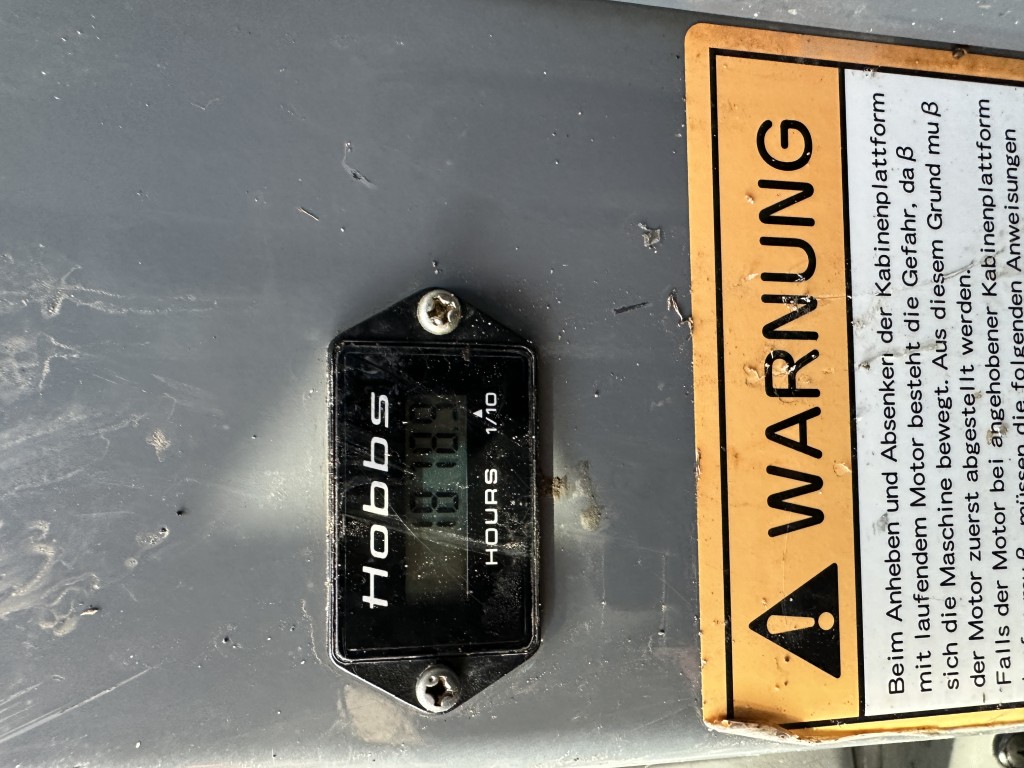 Hobbs
18189
HOURS 1/10
WARNUNG
Beim Anheben und Absenken der Kabinenplattform
mit laufendem Motor besteht die Gefahr, daß
sich die Maschine bewegt. Aus diesem Grund muß
der Motor zuerst abgestellt werden.
Falls der Motor bei angehobener Kabinenplattform
müssen die folgenden Anweisungen